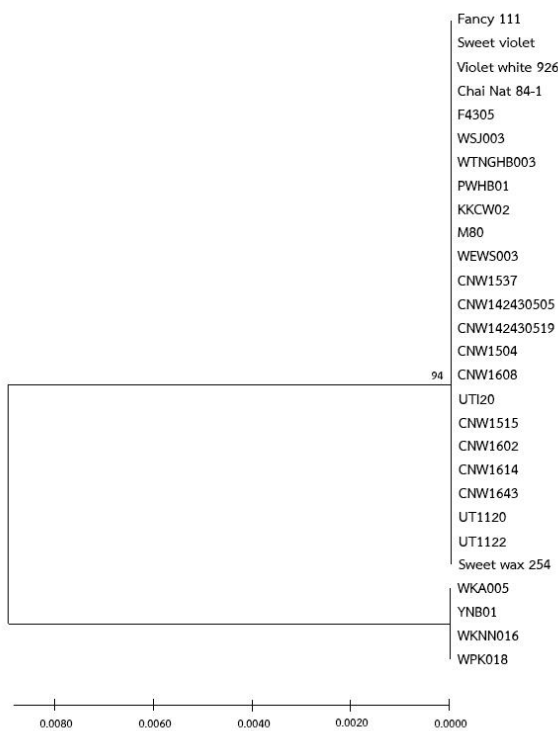 Fancy 111
Sweet violet
Violet white 926
Chai Nat 84-1
F4305
WSJ003
WTNGHB003
PWHB01
KKCW02
M80
WEWS003
CNW1537
CNW142430505
CNW142430519
CNW1504
94
CNW1608
UTI20
CNW1515
CNW1602
CNW1614
CNW1643
UT1120
UT1122
Sweet wax 254
WKA005
YNB01
WKNN016
WPK018
0.0080 0.0060 0.0040 0.0020 0.0000